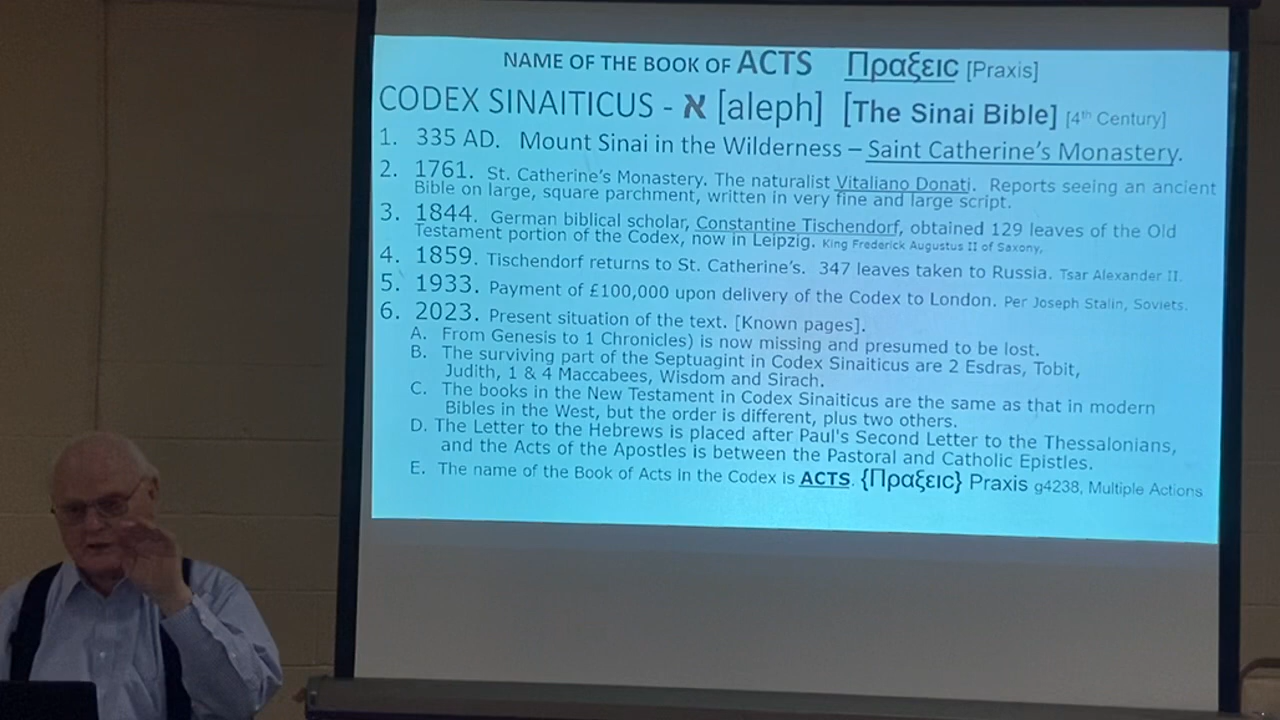 NAME OF THE BOOK OF ACTS Πραξειc [Praxis]
CODEX SINAITICUS - א [aleph] [The Sinai Bible] [4th Century]
1. 335 AD. Mount Sinai in the Wilderness – Saint Catherine's Monastery.
2. 1761. St. Catherine's Monastery. The naturalist Vitaliano Donati. Reports seeing an ancient
Bible on large, square parchment, written in very fine and large script.
3. 1844. German biblical scholar, Constantine Tischendorf, obtained 129 leaves of the Old
Testament portion of the Codex, now in Leipzig. King Frederick Augustus II of Saxony,
4. 1859. Tischendorf returns to St. Catherine's. 347 leaves taken to Russia. Tsar Alexander II.
5. 1933. Payment of £100,000 upon delivery of the Codex to London. Per Joseph Stalin, Soviets.
6. 2023. Present situation of the text. [Known pages].
A. From Genesis to 1 Chronicles) is now missing and presumed to be lost.
B. The surviving part of the Septuagint in Codex Sinaiticus are 2 Esdras, Tobit,
Judith, 1 & 4 Maccabees, Wisdom and Sirach.
C. The books in the New Testament in Codex Sinaiticus are the same as that in modern
Bibles in the West, but the order is different, plus two others.
D. The Letter to the Hebrews is placed after Paul's Second Letter to the Thessalonians,
and the Acts of the Apostles is between the Pastoral and Catholic Epistles.
E. The name of the Book of Acts in the Codex is ACTS. {Πραξειc} Praxis g4238, Multiple Actions